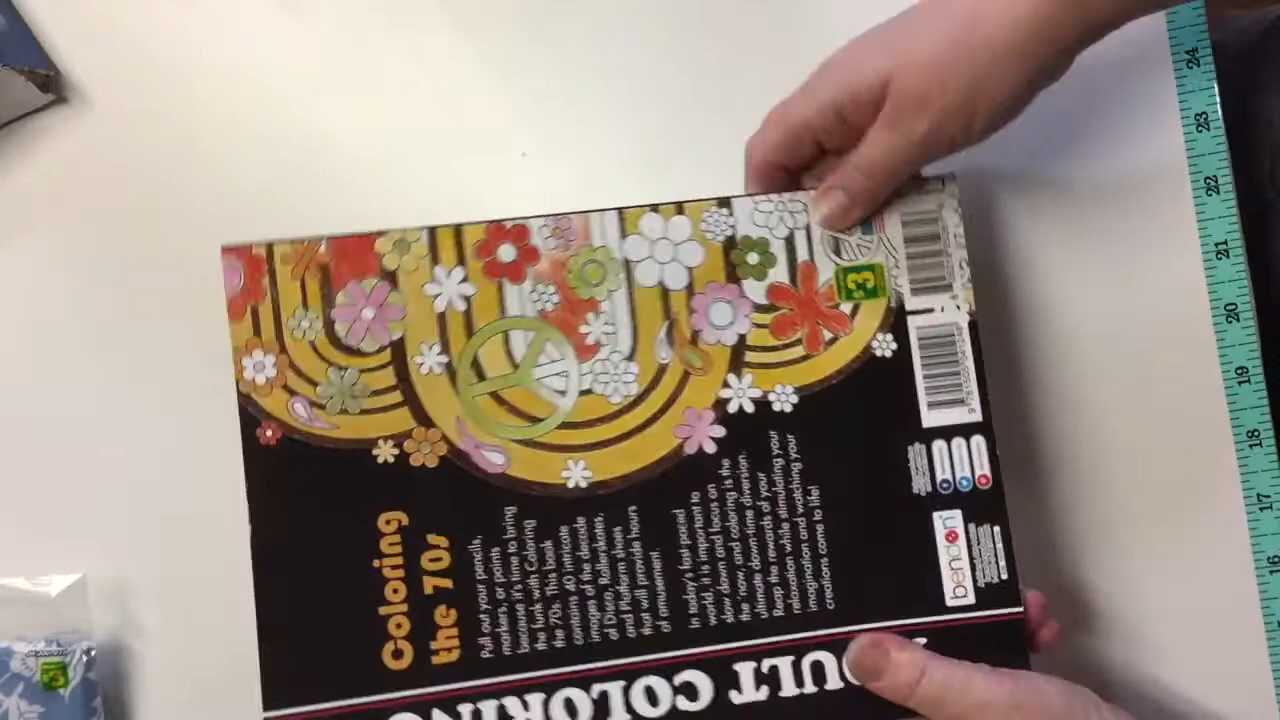 Coloring
the 70s
Pull out your pencils,
markers, or paints
because it's time to bring
the funk with Coloring
the 70s. This book
contains 40 intricate
images of the decade
of Disco, Rollerskates,
and Platform shoes
that will provide hours
of amusement.
In today's fast paced
world, it is important to
slow down and focus on
the 'now, and coloring is the
ultimate down-time diversion.
Reap the rewards of your
relaxation while stimulating your
imagination and watching your
creations come to life!
bendon
$3
ULT COLORING
$1
24
23
22
21
20
19
18
17
16